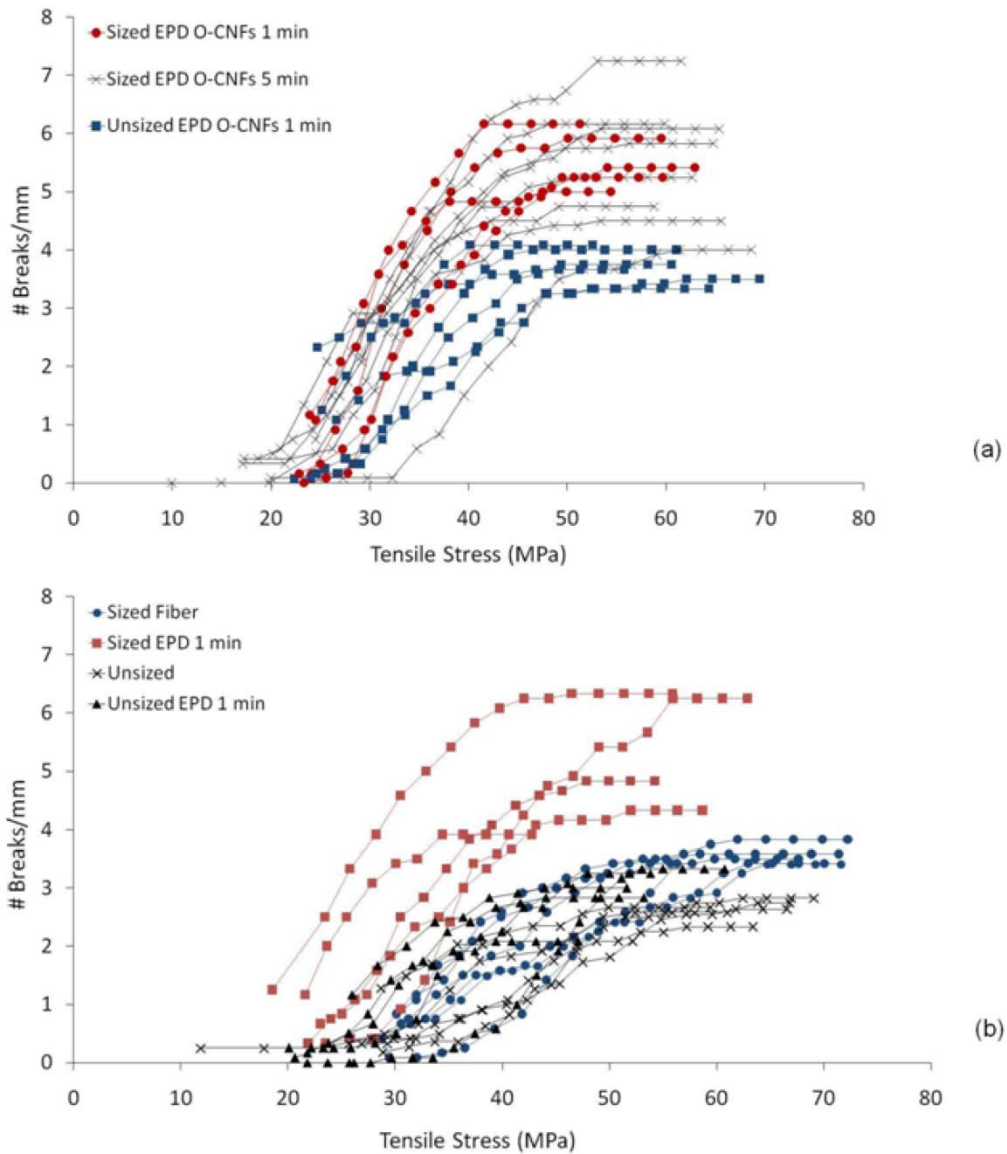 8
7
6
5
4
3
2
1
0
# Breaks/mm
Sized EPD O-CNFs 1 min
Sized EPD O-CNFs 5 min
Unsized EPD O-CNFs 1 min
(a)
0 10 20 30 40 50 60 70 80
Tensile Stress (MPa)
8
7
6
5
4
3
2
1
0
# Breaks/mm
Sized Fiber
Sized EPD 1 min
Unsized
Unsized EPD 1 min
(b)
0 10 20 30 40 50 60 70 80
Tensile Stress (MPa)